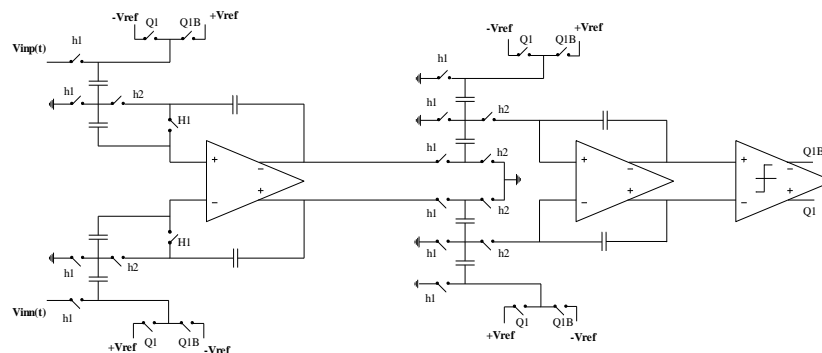 -Vref Q1 Q1B +Vref
-Vref Q1 Q1B +Vref
h1
Vinp(t)
h1
h1 h2
h1 h2
H1
h1 h2
+ −
− +
+ −
− +
+ −
− +
Q1B
Q1
h1 h2
H1
h1 h2
h1 h2
h1
Vinn(t)
h1
+Vref Q1 Q1B -Vref
+Vref Q1 Q1B -Vref